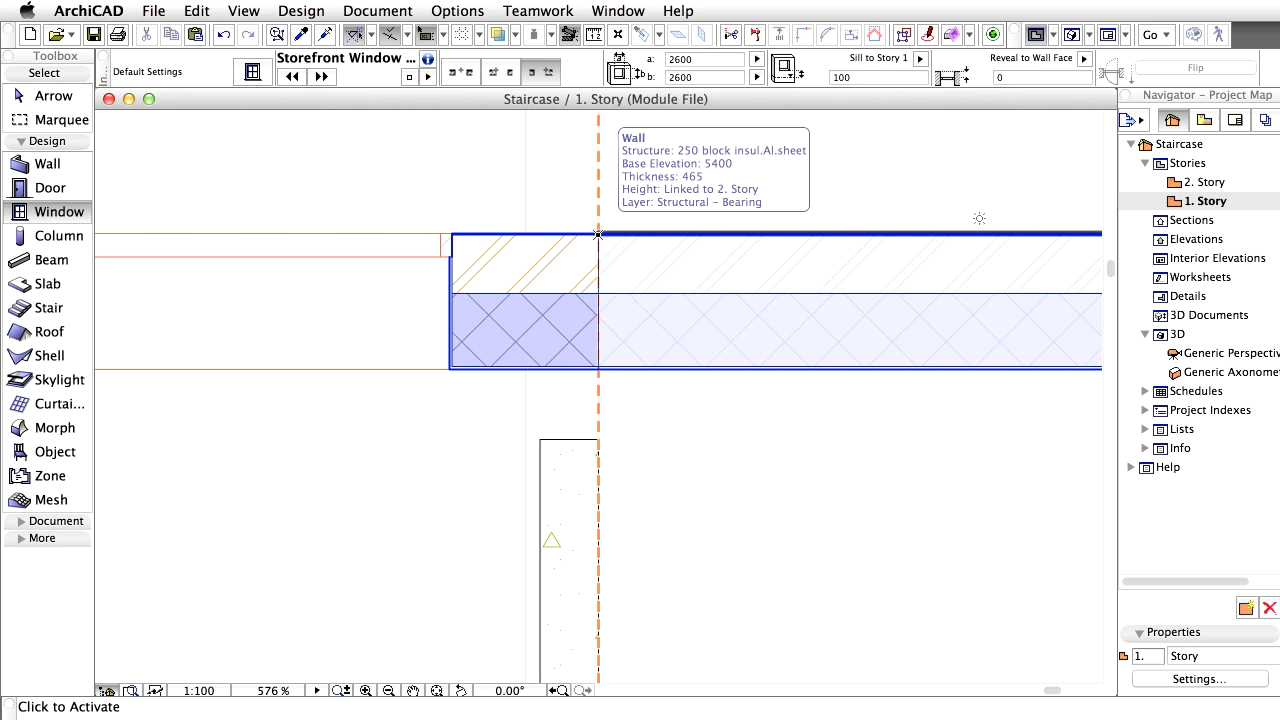 ArchiCAD File Edit View Design Document Options Teamwork Window Help
Go
Toolbox
Select
Arrow
Marquee
Design
Wall
Door
Window
Column
Beam
Slab
Stair
Roof
Shell
Skylight
Curtai...
Morph
Object
Zone
Mesh
Document
More
Default Settings
Storefront Window ...
a: 2600
b: 2600
Sill to Story 1
100
Reveal to Wall Face
0
Flip
Staircase / 1. Story (Module File)
Wall
Structure: 250 block insul.Al.sheet
Base Elevation: 5400
Thickness: 465
Height: Linked to 2. Story
Layer: Structural - Bearing
1:100
576 %
0.00°
Click to Activate
Navigator - Project Map
Staircase
Stories
2. Story
1. Story
Sections
Elevations
Interior Elevations
Worksheets
Details
3D Documents
3D
Generic Perspecti
Generic Axonome
Schedules
Project Indexes
Lists
Info
Help
Properties
1. Story
Settings...